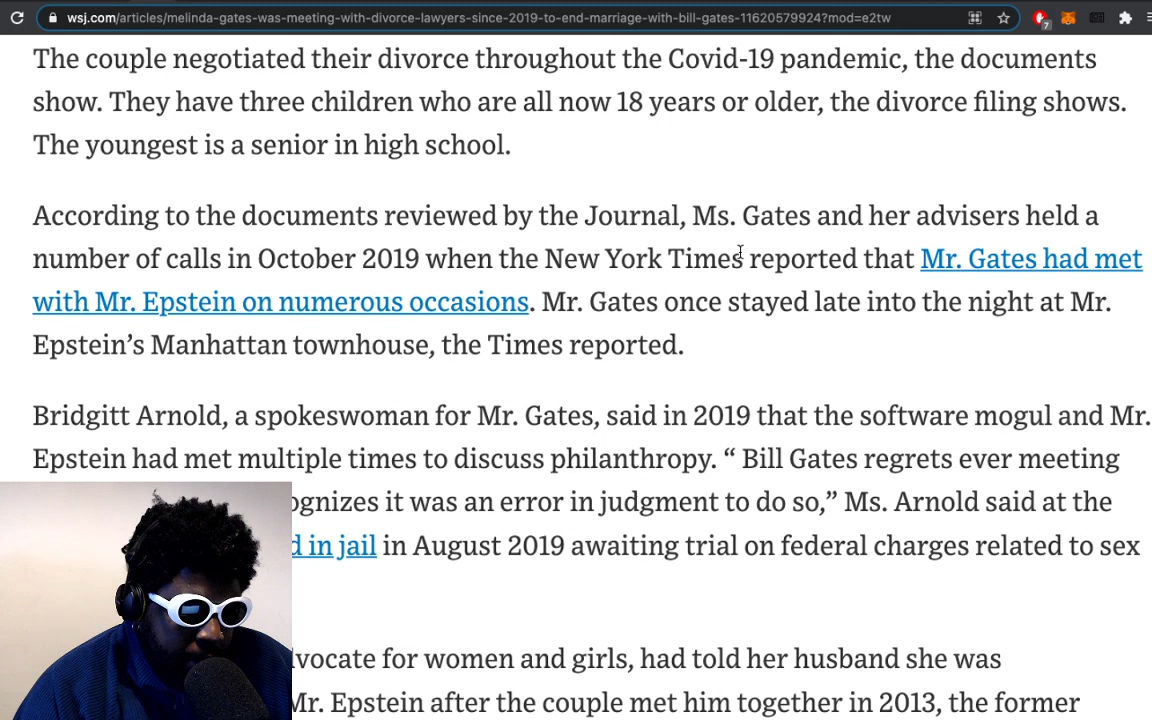 wsj.com/articles/melinda-gates-was-meeting-with-divorce-lawyers-since-2019-to-end-marriage-with-bill-gates-11620579924?mod=e2tw
7
The couple negotiated their divorce throughout the Covid-19 pandemic, the documents
show. They have three children who are all now 18 years or older, the divorce filing shows.
The youngest is a senior in high school.
According to the documents reviewed by the Journal, Ms. Gates and her advisers held a
number of calls in October 2019 when the New York Times reported that Mr. Gates had met
with Mr. Epstein on numerous occasions. Mr. Gates once stayed late into the night at Mr.
Epstein’s Manhattan townhouse, the Times reported.
Bridgitt Arnold, a spokeswoman for Mr. Gates, said in 2019 that the software mogul and Mr.
Epstein had met multiple times to discuss philanthropy. “ Bill Gates regrets ever meeting
ognizes it was an error in judgment to do so,” Ms. Arnold said at the
d in jail in August 2019 awaiting trial on federal charges related to sex
lvocate for women and girls, had told her husband she was
Mr. Epstein after the couple met him together in 2013, the former